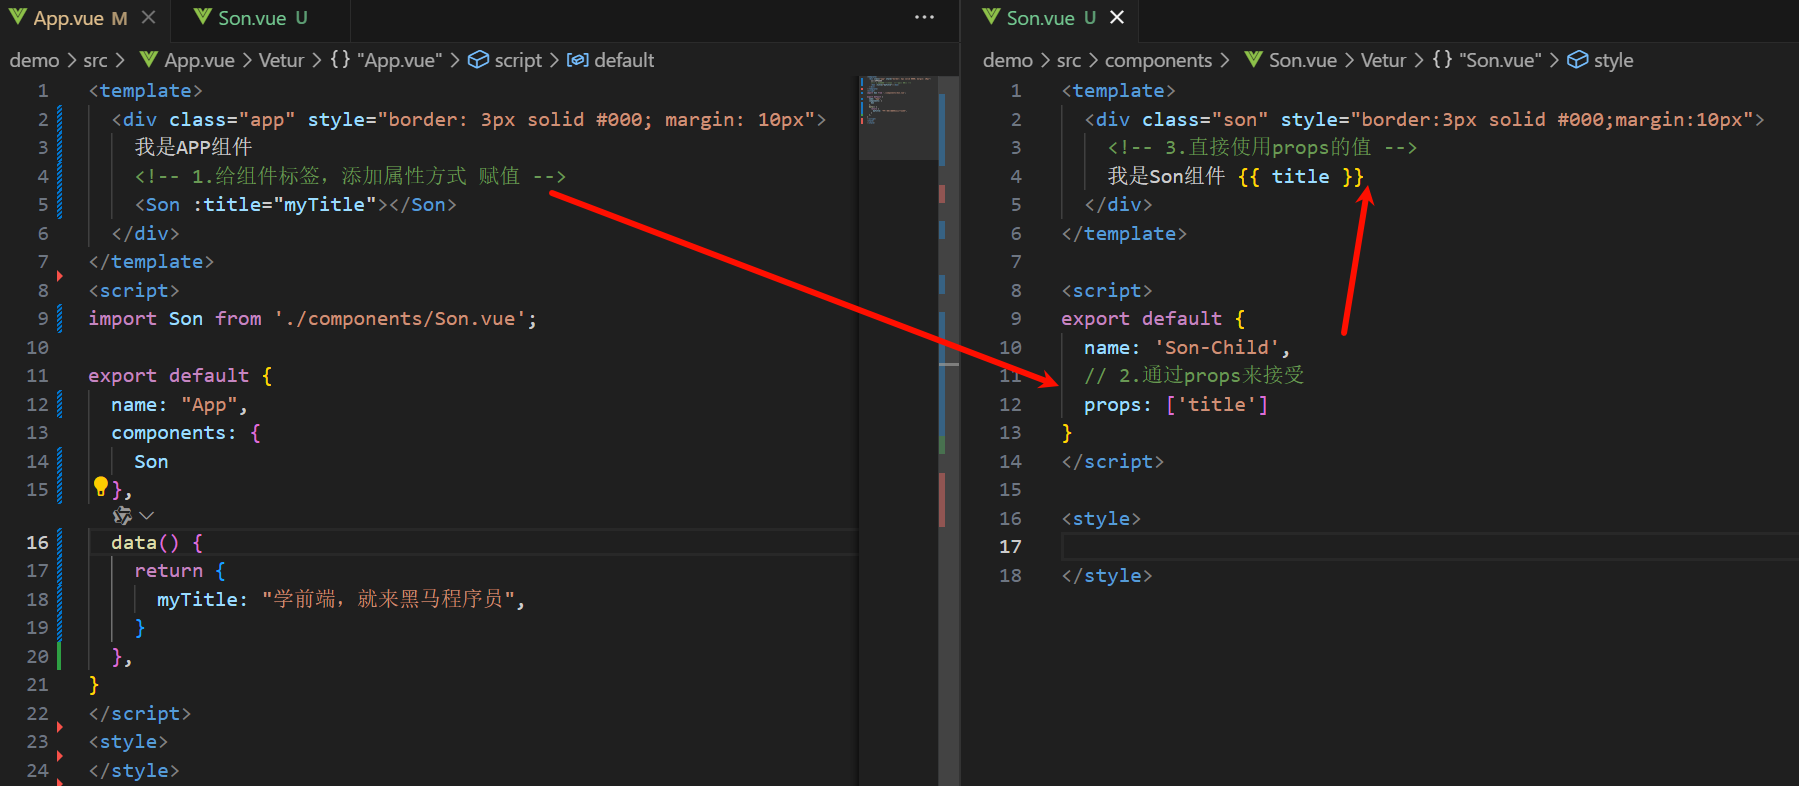 App.vue M
Son.vue U
demo > src > App.vue > Vetur > {} "App.vue" > script > default
1 <template>
2 <div class="app" style="border: 3px solid #000; margin: 10px">
3 我是APP组件
4 <!-- 1.给组件标签，添加属性方式 赋值 -->
5 <Son :title="myTitle"></Son>
6 </div>
7 </template>
8 <script>
9 import Son from './components/Son.vue';
10
11 export default {
12 name: "App",
13 components: {
14 Son
15 },
16 data() {
17 return {
18 myTitle: "学前端，就来黑马程序员",
19 }
20 },
21 }
22 </script>
23 <style>
24 </style>
Son.vue U
demo > src > components > Son.vue > Vetur > {} "Son.vue" > style
1 <template>
2 <div class="son" style="border:3px solid #000;margin:10px">
3 <!-- 3.直接使用props的值 -->
4 我是Son组件 {{ title }}
5 </div>
6 </template>
7
8 <script>
9 export default {
10 name: 'Son-Child',
11 // 2.通过props来接受
12 props: ['title']
13 }
14 </script>
15
16 <style>
17
18 </style>